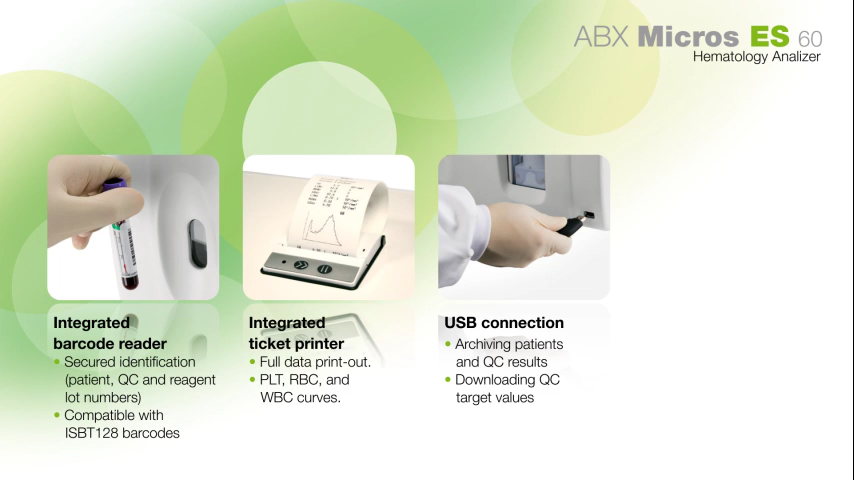 ABX Micros ES 60
Hematology Analizer
Integrated
barcode reader
• Secured identification
(patient, QC and reagent
lot numbers)
• Compatible with
ISBT128 barcodes
Integrated
ticket printer
• Full data print-out.
• PLT, RBC, and
WBC curves.
USB connection
• Archiving patients
and QC results
• Downloading QC
target values